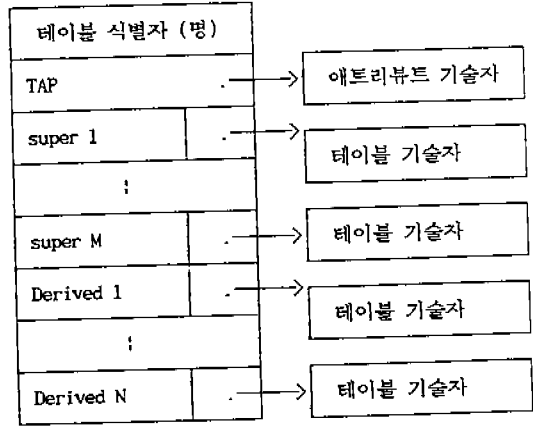 테이블 식별자 (명)
TAP
애트리뷰트 기술자
super 1
테이블 기술자
super M
테이블 기술자
Derived 1
테이블 기술자
Derived N
테이블 기술자